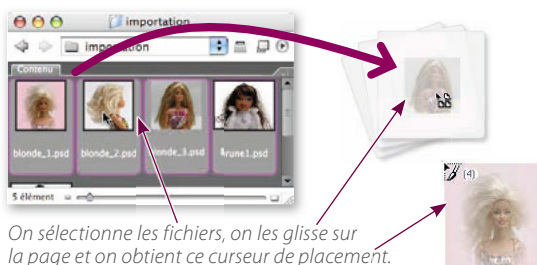 importation
importation
Contenu
blonde_1.psd blonde_2.psd blonde_3.psd brune1.psd
5 élément
(4)
On sélectionne les fichiers, on les glisse sur
la page et on obtient ce curseur de placement.